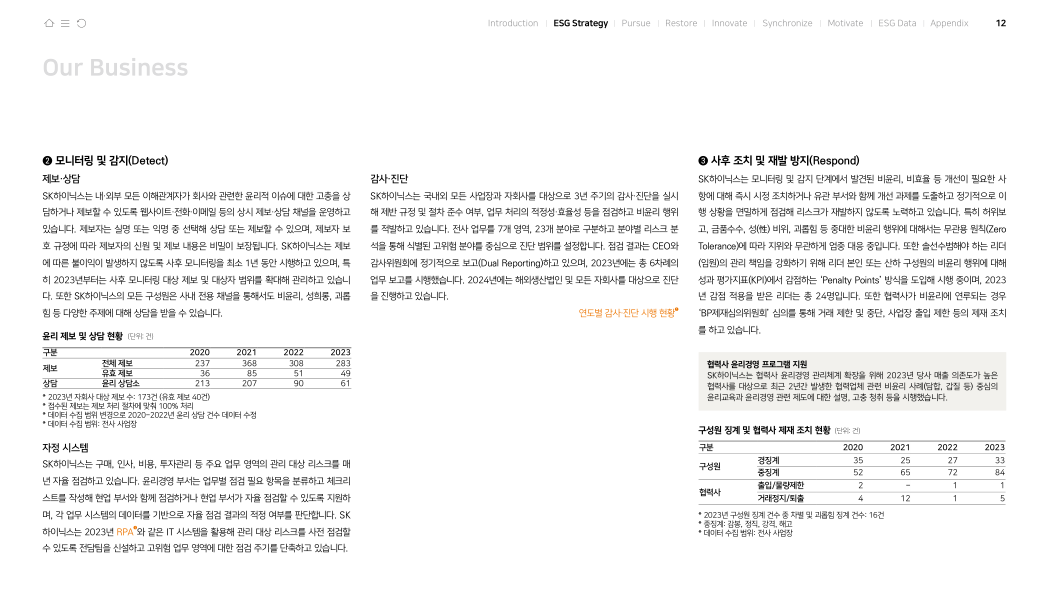 Introduction | ESG Strategy | Pursue | Restore | Innovate | Synchronize | Motivate | ESG Data | Appendix 12
Our Business
❷ 모니터링 및 감지(Detect)
제보·상담
SK하이닉스는 내·외부 모든 이해관계자가 회사와 관련한 윤리적 이슈에 대한 고충을 상
담하거나 제보할 수 있도록 웹사이트·전화·이메일 등의 상시 제보·상담 채널을 운영하고
있습니다. 제보자는 실명 또는 익명 중 선택해 상담 또는 제보할 수 있으며, 제보자 보
호 규정에 따라 제보자의 신원 및 제보 내용은 비밀이 보장됩니다. SK하이닉스는 제보
에 따른 불이익이 발생하지 않도록 사후 모니터링을 최소 1년 동안 시행하고 있으며, 특
히 2023년부터는 사후 모니터링 대상 제보 및 대상자 범위를 확대해 관리하고 있습니
다. 또한 SK하이닉스의 모든 구성원은 사내 전용 채널을 통해서도 비윤리, 성희롱, 괴롭
힘 등 다양한 주제에 대해 상담을 받을 수 있습니다.
윤리 제보 및 상담 현황 (단위: 건)
구분 2020 2021 2022 2023
제보 전체 제보 237 368 308 283
유효 제보 36 85 51 49
상담 윤리 상담소 213 207 90 61
* 2023년 자회사 대상 제보 수: 173건 (유효 제보 40건)
* 접수된 제보는 제보 처리 절차에 맞춰 100% 처리
* 데이터 수집 범위 변경으로 2020~2022년 윤리 상담 건수 데이터 수정
* 데이터 수집 범위: 전사 사업장
자정 시스템
SK하이닉스는 구매, 인사, 비용, 투자관리 등 주요 업무 영역의 관리 대상 리스크를 매
년 자율 점검하고 있습니다. 윤리경영 부서는 업무별 점검 필요 항목을 분류하고 체크리
스트를 작성해 현업 부서와 함께 점검하거나 현업 부서가 자율 점검할 수 있도록 지원하
며, 각 업무 시스템의 데이터를 기반으로 자율 점검 결과의 적정 여부를 판단합니다. SK
하이닉스는 2023년 RPA와 같은 IT 시스템을 활용해 관리 대상 리스크를 사전 점검할
수 있도록 전담팀을 신설하고 고위험 업무 영역에 대한 점검 주기를 단축하고 있습니다.
감사·진단
SK하이닉스는 국내외 모든 사업장과 자회사를 대상으로 3년 주기의 감사·진단을 실시
해 제반 규정 및 절차 준수 여부, 업무 처리의 적정성·효율성 등을 점검하고 비윤리 행위
를 적발하고 있습니다. 전사 업무를 7개 영역, 23개 분야로 구분하고 분야별 리스크 분
석을 통해 식별된 고위험 분야를 중심으로 진단 범위를 설정합니다. 점검 결과는 CEO와
감사위원회에 정기적으로 보고(Dual Reporting)하고 있으며, 2023년에는 총 6차례의
업무 보고를 시행했습니다. 2024년에는 해외생산법인 및 모든 자회사를 대상으로 진단
을 진행하고 있습니다.
연도별 감사·진단 시행 현황
❸ 사후 조치 및 재발 방지(Respond)
SK하이닉스는 모니터링 및 감지 단계에서 발견된 비윤리, 비효율 등 개선이 필요한 사
항에 대해 즉시 시정 조치하거나 유관 부서와 함께 개선 과제를 도출하고 정기적으로 이
행 상황을 면밀하게 점검해 리스크가 재발하지 않도록 노력하고 있습니다. 특히 허위보
고, 금품수수, 성(性) 비위, 괴롭힘 등 중대한 비윤리 행위에 대해서는 무관용 원칙(Zero
Tolerance)에 따라 지위와 무관하게 엄중 대응 중입니다. 또한 솔선수범해야 하는 리더
(임원)의 관리 책임을 강화하기 위해 리더 본인 또는 산하 구성원의 비윤리 행위에 대해
성과 평가지표(KPI)에서 감점하는 ‘Penalty Points’ 방식을 도입해 시행 중이며, 2023
년 감점 적용을 받은 리더는 총 24명입니다. 또한 협력사가 비윤리에 연루되는 경우
‘BP제재심의위원회’ 심의를 통해 거래 제한 및 중단, 사업장 출입 제한 등의 제재 조치
를 하고 있습니다.
협력사 윤리경영 프로그램 지원
SK하이닉스는 협력사 윤리경영 관리체계 확장을 위해 2023년 당사 매출 의존도가 높은
협력사를 대상으로 최근 2년간 발생한 협력업체 관련 비윤리 사례(담합, 갑질 등) 중심의
윤리교육과 윤리경영 관련 제도에 대한 설명, 고충 청취 등을 시행했습니다.
구성원 징계 및 협력사 제재 조치 현황 (단위: 건)
구분 2020 2021 2022 2023
구성원 경징계 35 25 27 33
중징계 52 65 72 84
협력사 출입/물량제한 2 – 1 1
거래정지/퇴출 4 12 1 5
* 2023년 구성원 징계 건수 중 차별 및 괴롭힘 징계 건수: 16건
* 중징계: 감봉, 정직, 강격, 해고
* 데이터 수집 범위: 전사 사업장